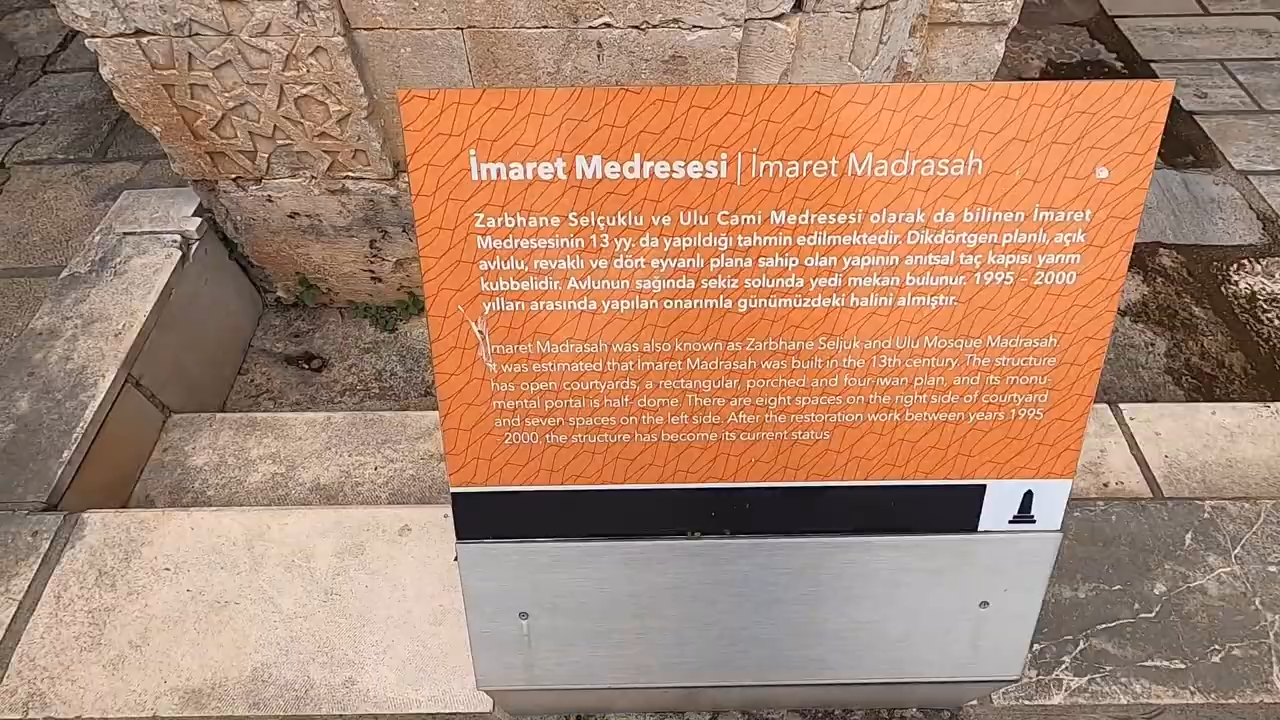 İmaret Medresesi | İmaret Madrasah
Zarbhane Selçuklu ve Ulu Cami Medresesi olarak da bilinen İmaret
Medresesinin 13 yy. da yapıldığı tahmin edilmektedir. Dikdörtgen planlı, açık
avlulu, revaklı ve dört eyvanlı plana sahip olan yapının anıtsal taç kapısı yarım
kubbelidir. Avlunun sağında sekiz solunda yedi mekan bulunur. 1995 – 2000
yılları arasında yapılan onarımla günümüzdeki halini almıştır.
İmaret Madrasah was also known as Zarbhane Seljuk and Ulu Mosque Madrasah.
It was estimated that İmaret Madrasah was built in the 13th century. The structure
has open courtyards, a rectangular, porched and four-iwan plan, and its monu-
mental portal is half- dome. There are eight spaces on the right side of courtyard
and seven spaces on the left side. After the restoration work between years 1995
2000, the structure has become its current status